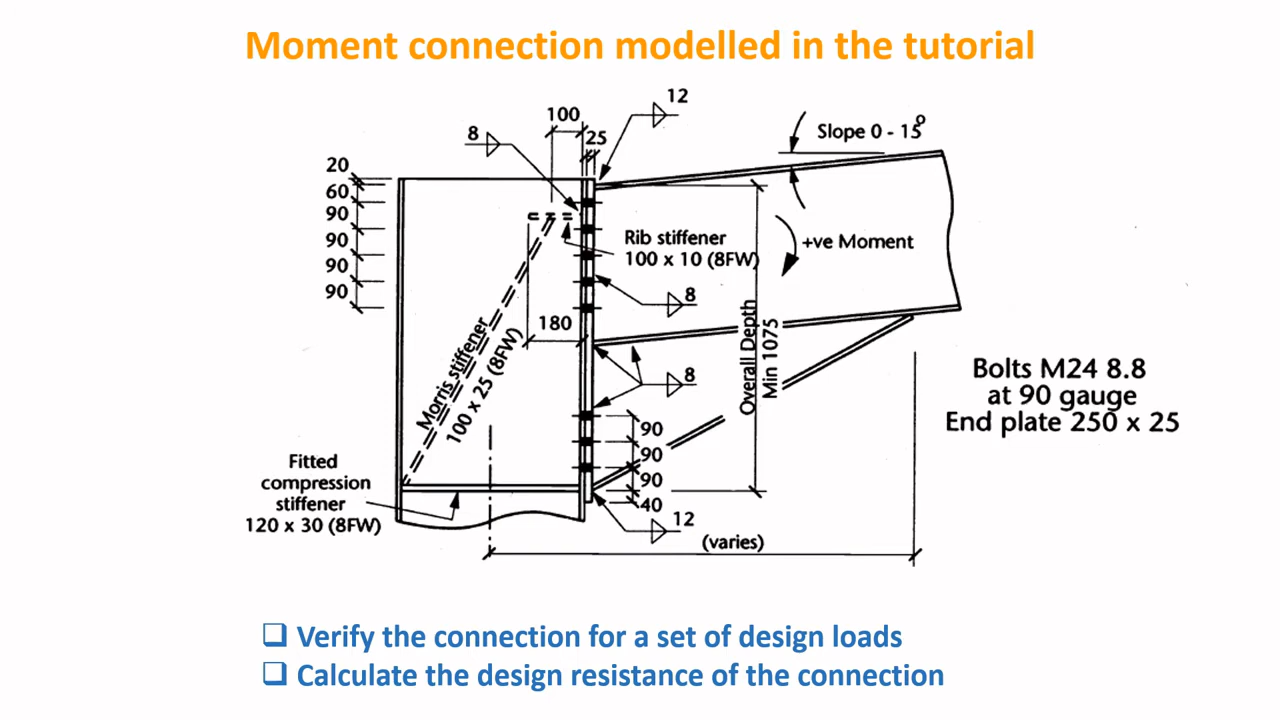 Moment connection modelled in the tutorial
12
100
8
25
Slope 0 - 15°
20
60
90
90
90
90
Rib stiffener
100 x 10 (8FW)
+ve Moment
8
180
Morris stiffener
100 x 25 (8FW)
Overall Depth
Min 1075
8
Bolts M24 8.8
at 90 gauge
End plate 250 x 25
90
90
90
40
Fitted
compression
stiffener
120 x 30 (8FW)
12
(varies)
Verify the connection for a set of design loads
Calculate the design resistance of the connection